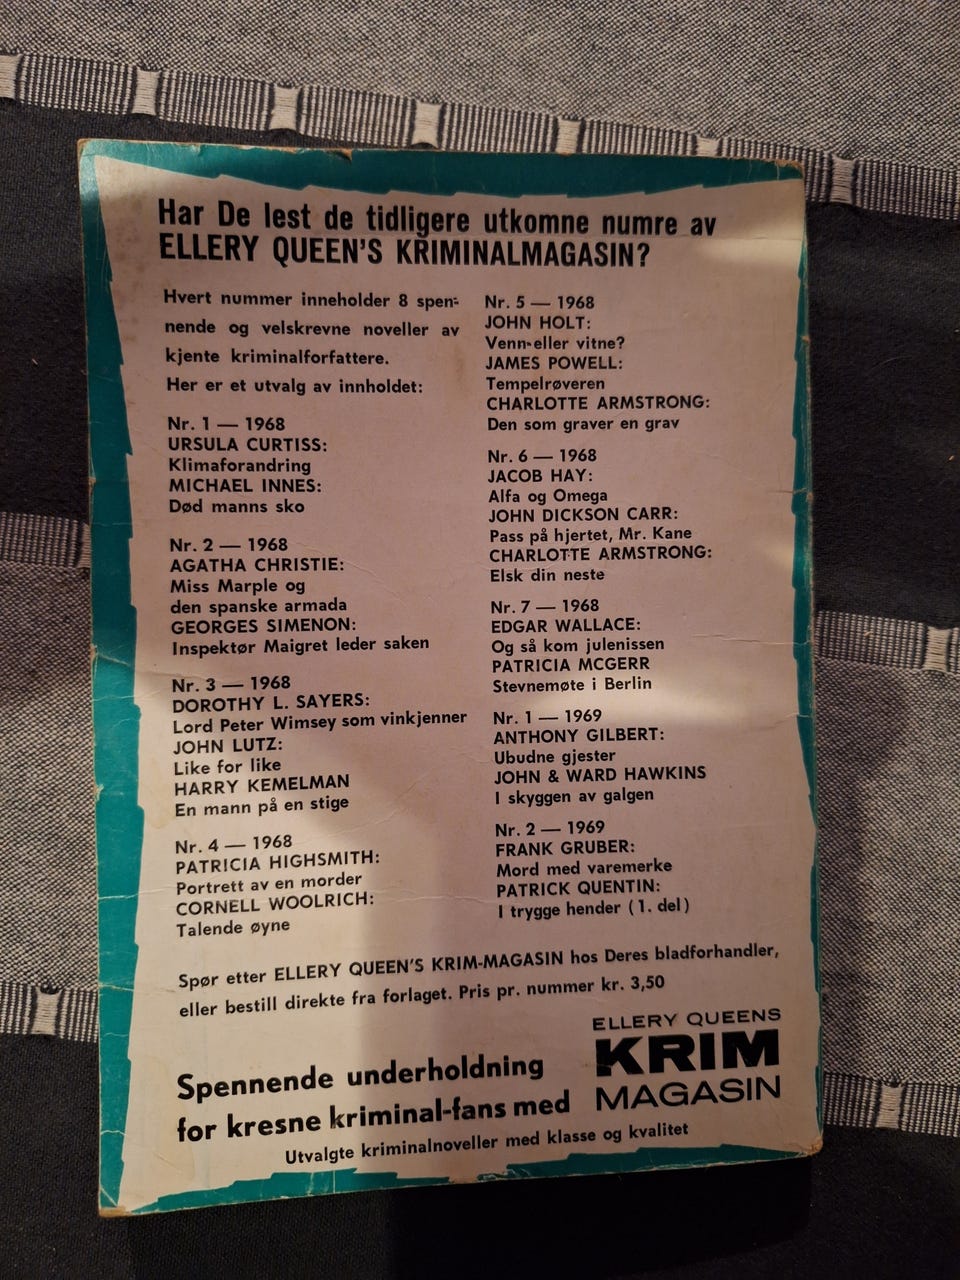 Har De lest de tidligere utkomne numre av
ELLERY QUEEN'S KRIMINALMAGASIN?
Hvert nummer inneholder 8 spen-
nende og velskrevne noveller av
kjente kriminalforfattere.
Her er et utvalg av innholdet:
Nr. 1 — 1968
URSULA CURTISS:
Klimaforandring
MICHAEL INNES:
Død manns sko
Nr. 2 — 1968
AGATHA CHRISTIE:
Miss Marple og
den spanske armada
GEORGES SIMENON:
Inspektør Maigret leder saken
Nr. 3 — 1968
DOROTHY L. SAYERS:
Lord Peter Wimsey som vinkjenner
JOHN LUTZ:
Like for like
HARRY KEMELMAN
En mann på en stige
Nr. 4 — 1968
PATRICIA HIGHSMITH:
Portrett av en morder
CORNELL WOOLRICH:
Talende øyne
Nr. 5 — 1968
JOHN HOLT:
Venn eller vitne?
JAMES POWELL:
Tempelrøveren
CHARLOTTE ARMSTRONG:
Den som graver en grav
Nr. 6 — 1968
JACOB HAY:
Alfa og Omega
JOHN DICKSON CARR:
Pass på hjertet, Mr. Kane
CHARLOTTE ARMSTRONG:
Elsk din neste
Nr. 7 — 1968
EDGAR WALLACE:
Og så kom julenissen
PATRICIA MCGERR
Stevnemøte i Berlin
Nr. 1 — 1969
ANTHONY GILBERT:
Ubudne gjester
JOHN & WARD HAWKINS
I skyggen av galgen
Nr. 2 — 1969
FRANK GRUBER:
Mord med varemerke
PATRICK QUENTIN:
I trygge hender (1. del)
Spør etter ELLERY QUEEN'S KRIM-MAGASIN hos Deres bladforhandler,
eller bestill direkte fra forlaget. Pris pr. nummer kr. 3,50
Spennende underholdning
for kresne kriminal-fans med
ELLERY QUEENS
KRIM
MAGASIN
Utvalgte kriminalnoveller med klasse og kvalitet